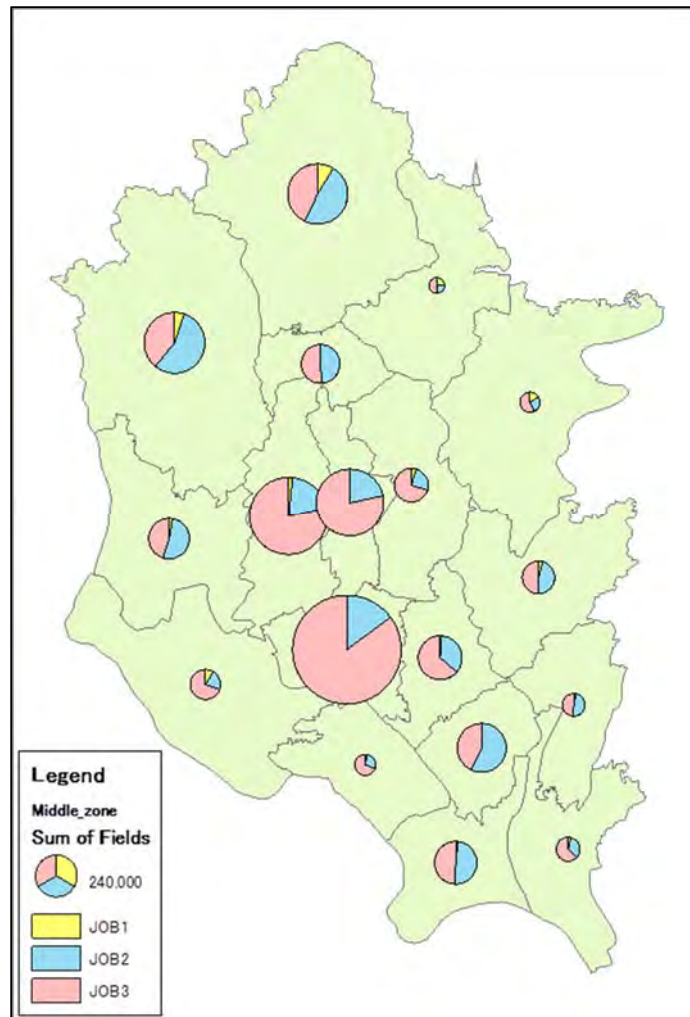 Legend
Middle_zone
Sum of Fields
240,000
JOB1
JOB2
JOB3